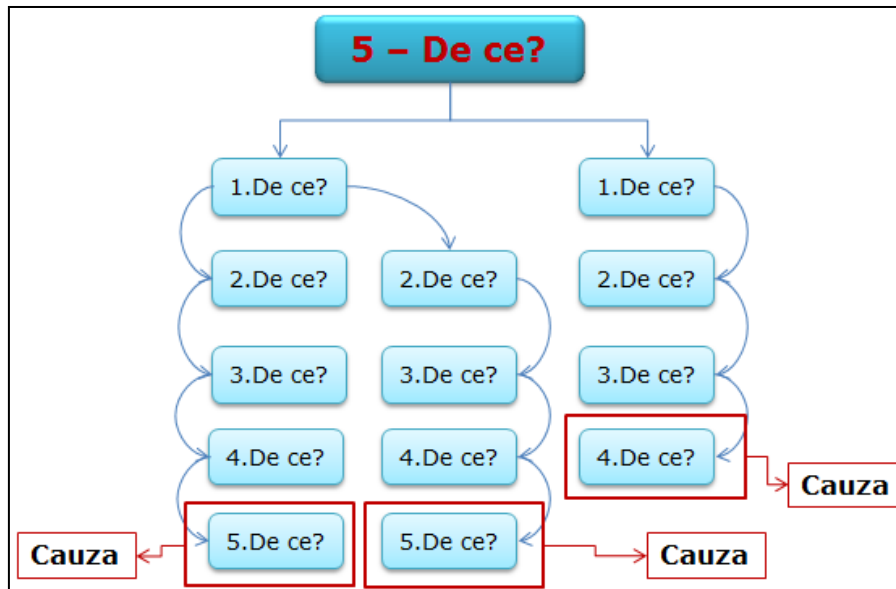 5 – De ce?
1.De ce?
1.De ce?
2.De ce?
2.De ce?
2.De ce?
3.De ce?
3.De ce?
3.De ce?
4.De ce?
4.De ce?
4.De ce?
Cauza
5.De ce?
5.De ce?
Cauza
Cauza